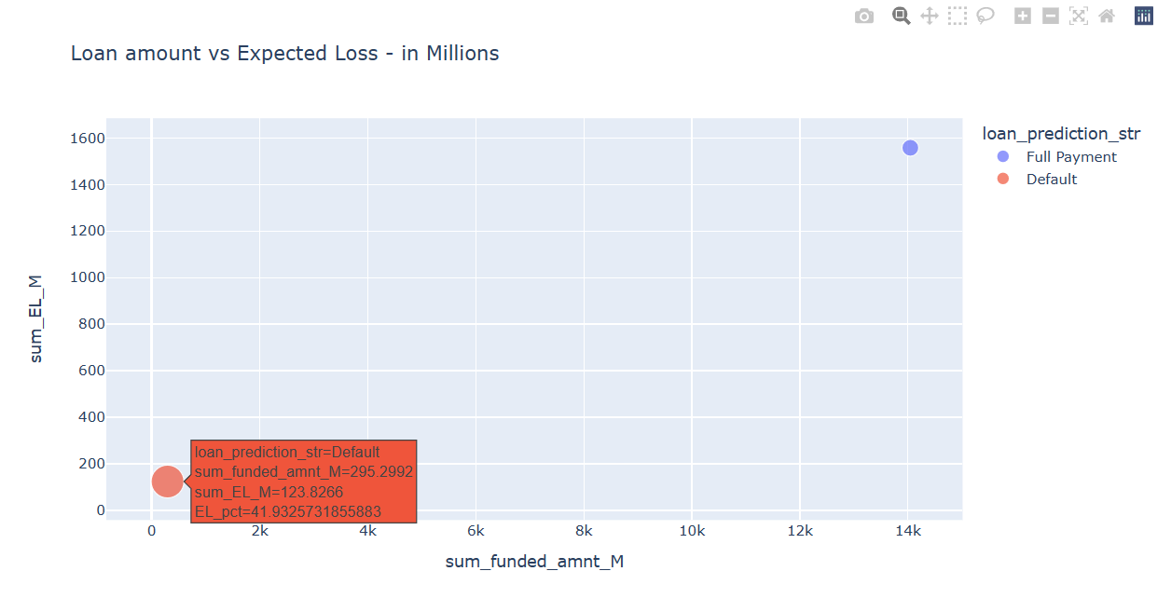 Loan amount vs Expected Loss - in Millions
loan_prediction_str
Full Payment
Default
sum_EL_M
1600
1400
1200
1000
800
600
400
200
0
loan_prediction_str=Default
sum_funded_amnt_M=295.2992
sum_EL_M=123.8266
EL_pct=41.9325731855883
0 2k 4k 6k 8k 10k 12k 14k
sum_funded_amnt_M